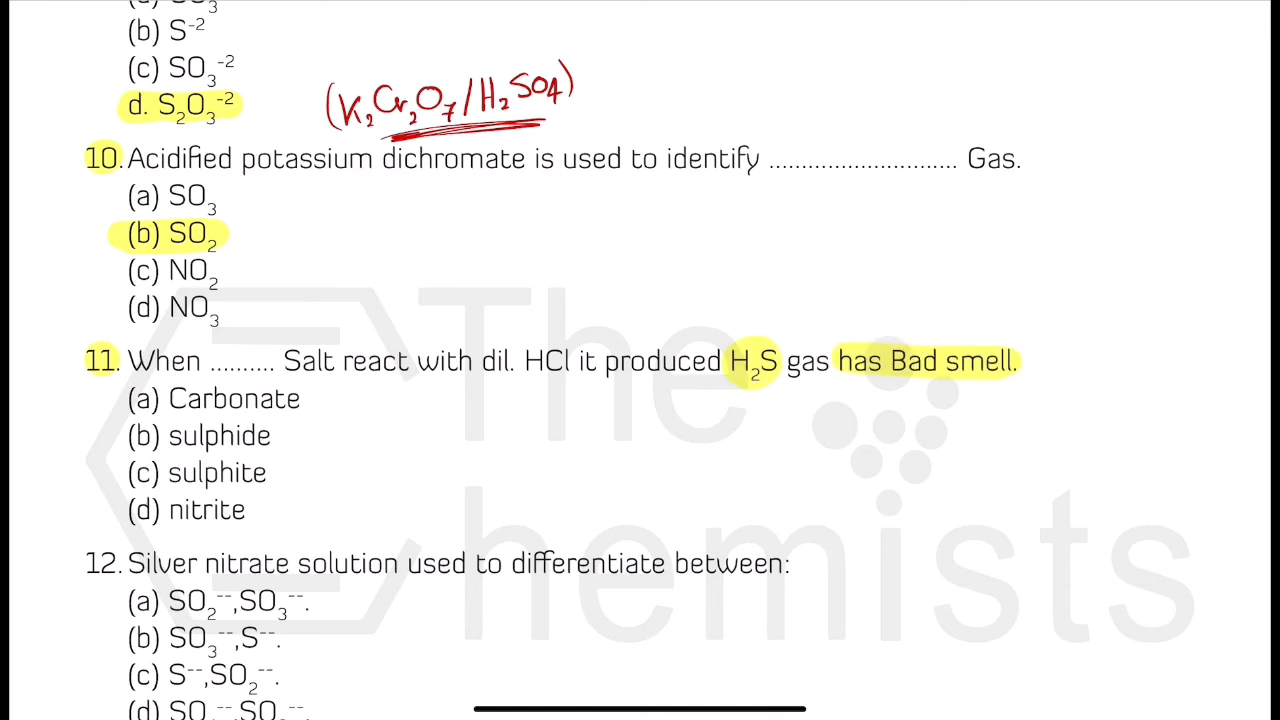 (b) S⁻²
(c) SO₃⁻²
d. S₂O₃⁻²
(K₂Cr₂O₇/H₂SO₄)
10. Acidified potassium dichromate is used to identify ............................ Gas.
(a) SO₃
(b) SO₂
(c) NO₂
(d) NO₃
11. When .......... Salt react with dil. HCl it produced H₂S gas has Bad smell.
(a) Carbonate
(b) sulphide
(c) sulphite
(d) nitrite
12. Silver nitrate solution used to differentiate between:
(a) SO₂⁻⁻,SO₃⁻⁻.
(b) SO₃⁻⁻,S⁻⁻.
(c) S⁻⁻,SO₂⁻⁻.
The
hemists